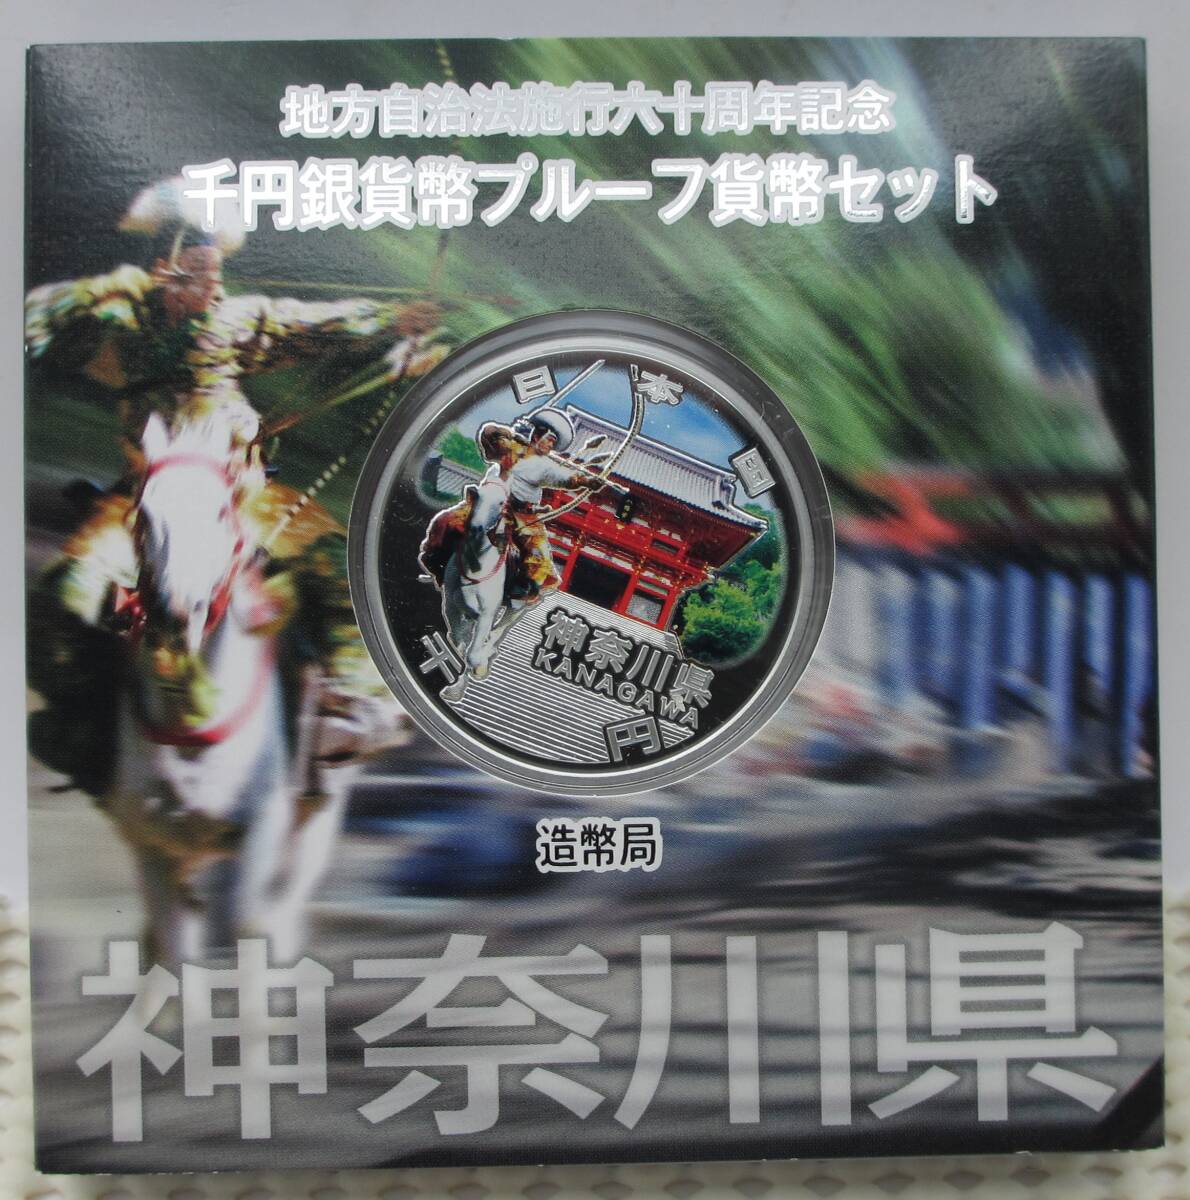 地方自治法施行六十周年記念
千円銀貨幣プルーフ貨幣セット
日本国
神奈川県
KANAGAWA
千円
造幣局
神奈川県